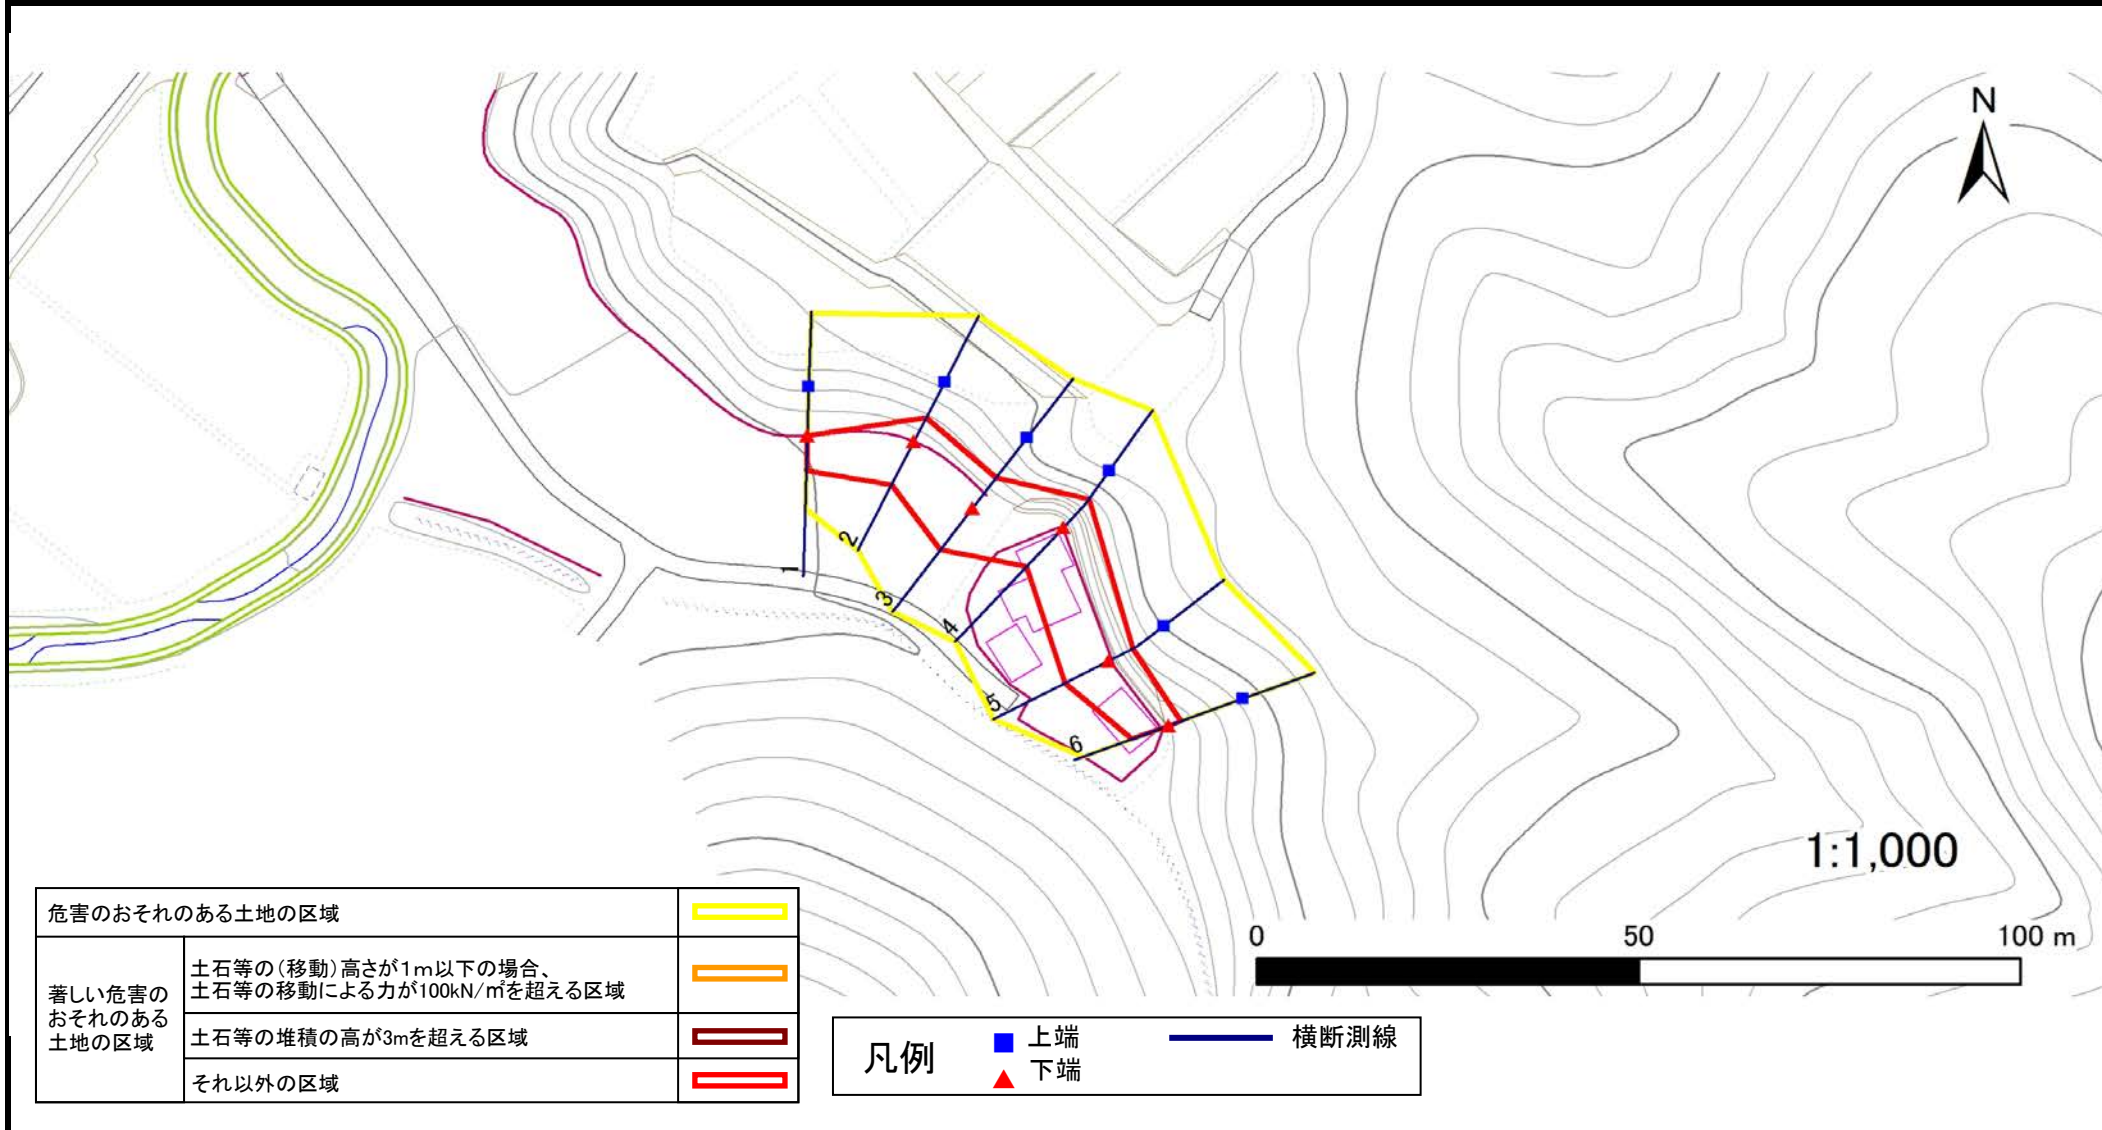 N
1
2
3
4
5
6
1:1,000
0 50 100 m
危害のおそれのある土地の区域
著しい危害の
おそれのある
土地の区域
土石等の(移動)高さが1m以下の場合、
土石等の移動による力が100kN/㎡を超える区域
土石等の堆積の高が3mを超える区域
それ以外の区域
凡例
上端
下端
横断測線